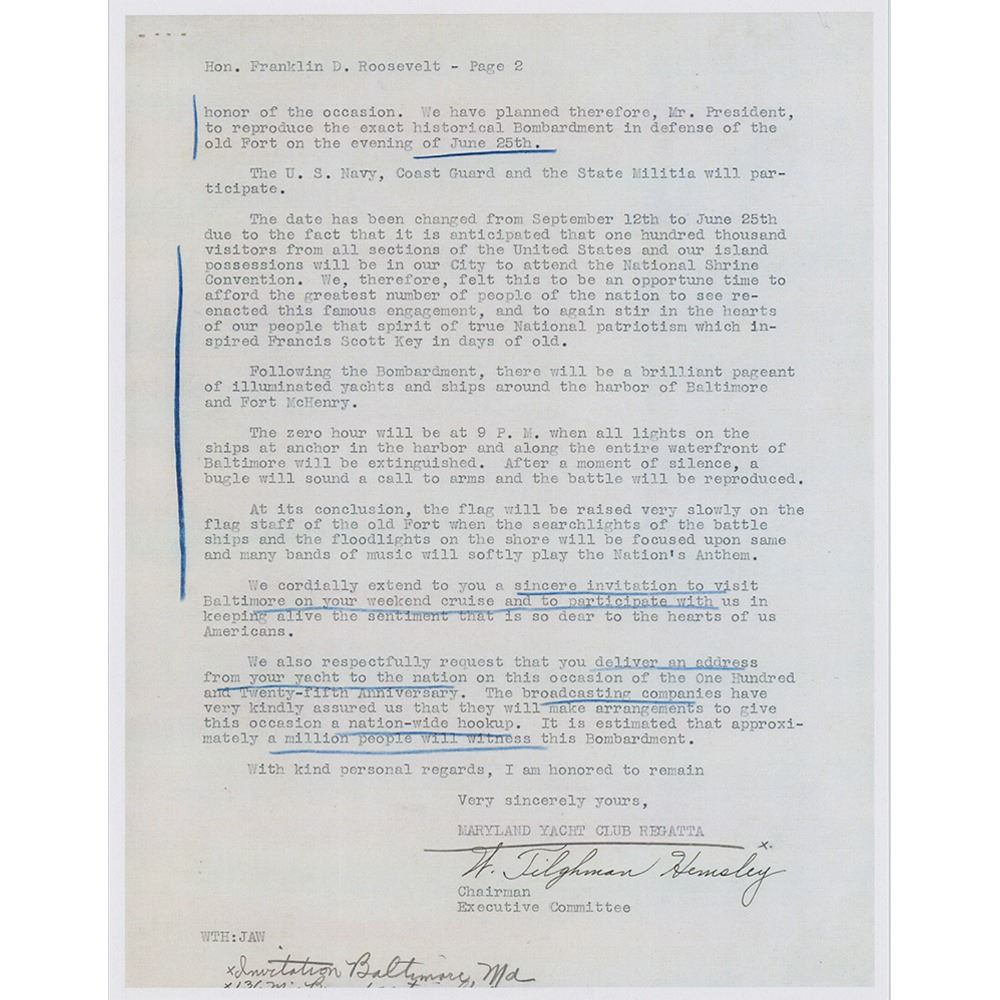 Hon. Franklin D. Roosevelt - Page 2
honor of the occasion. We have planned therefore, Mr. President,
to reproduce the exact historical Bombardment in defense of the
old Fort on the evening of June 25th.
The U. S. Navy, Coast Guard and the State Militia will par-
ticipate.
The date has been changed from September 12th to June 25th
due to the fact that it is anticipated that one hundred thousand
visitors from all sections of the United States and our island
possessions will be in our City to attend the National Shrine
Convention. We, therefore, felt this to be an opportune time to
afford the greatest number of people of the nation to see re-
enacted this famous engagement, and to again stir in the hearts
of our people that spirit of true National patriotism which in-
spired Francis Scott Key in days of old.
Following the Bombardment, there will be a brilliant pageant
of illuminated yachts and ships around the harbor of Baltimore
and Fort McHenry.
The zero hour will be at 9 P. M. when all lights on the
ships at anchor in the harbor and along the entire waterfront of
Baltimore will be extinguished. After a moment of silence, a
bugle will sound a call to arms and the battle will be reproduced.
At its conclusion, the flag will be raised very slowly on the
flag staff of the old Fort when the searchlights of the battle
ships and the floodlights on the shore will be focused upon same
and many bands of music will softly play the Nation's Anthem.
We cordially extend to you a sincere invitation to visit
Baltimore on your weekend cruise and to participate with us in
keeping alive the sentiment that is so dear to the hearts of us
Americans.
We also respectfully request that you deliver an address
from your yacht to the nation on this occasion of the One Hundred
and Twenty-fifth Anniversary. The broadcasting companies have
very kindly assured us that they will make arrangements to give
this occasion a nation-wide hookup. It is estimated that approxi-
mately a million people will witness this Bombardment.
With kind personal regards, I am honored to remain
Very sincerely yours,
MARYLAND YACHT CLUB REGATTA
x.
W. Tilghman Hemsley
Chairman
Executive Committee
WTH:JAW
x Invitation Baltimore, Md